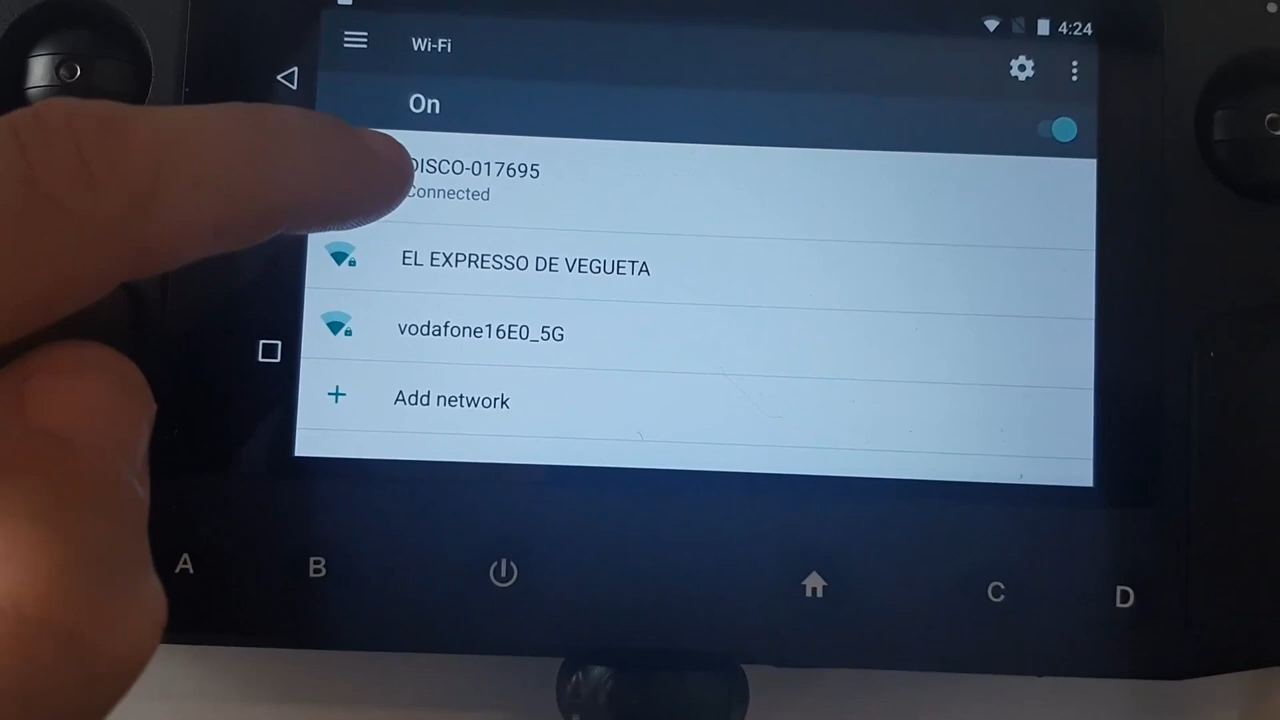 4:24
Wi-Fi
On
DISCO-017695
Connected
EL EXPRESSO DE VEGUETA
vodafone16E0_5G
Add network
A B C D